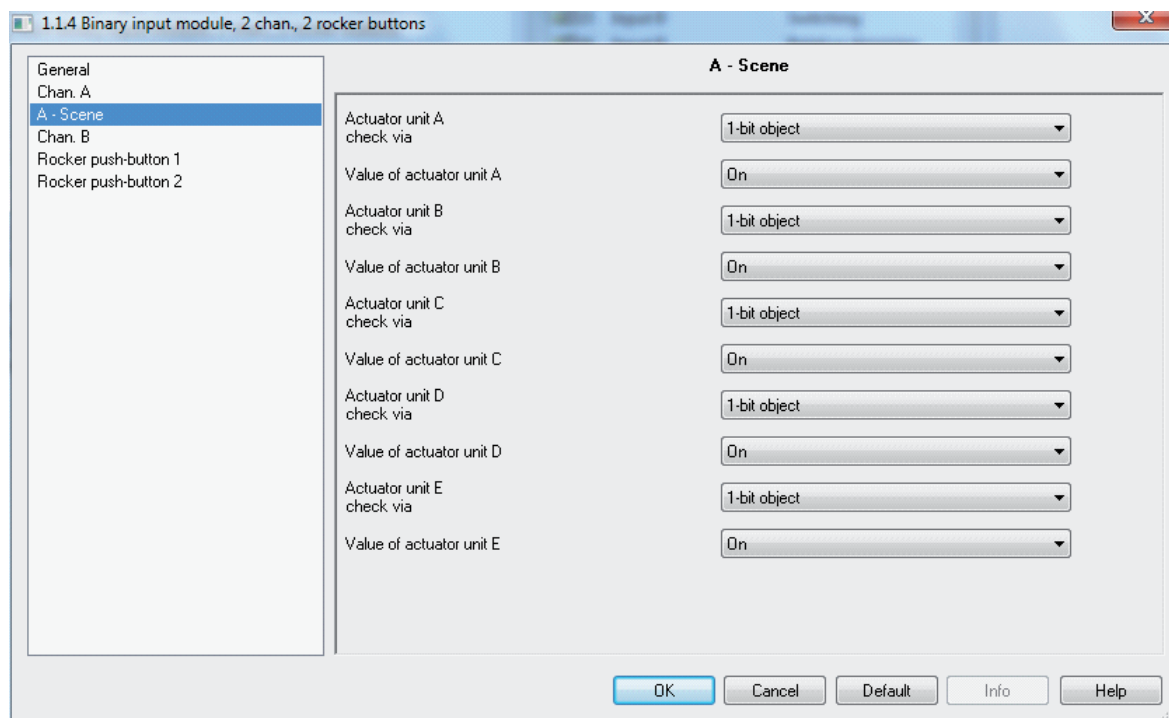 1.1.4 Binary input module, 2 chan., 2 rocker buttons
General
Chan. A
A - Scene
Chan. B
Rocker push-button 1
Rocker push-button 2
A - Scene
Actuator unit A
check via
1-bit object
Value of actuator unit A
On
Actuator unit B
check via
1-bit object
Value of actuator unit B
On
Actuator unit C
check via
1-bit object
Value of actuator unit C
On
Actuator unit D
check via
1-bit object
Value of actuator unit D
On
Actuator unit E
check via
1-bit object
Value of actuator unit E
On
OK
Cancel
Default
Info
Help